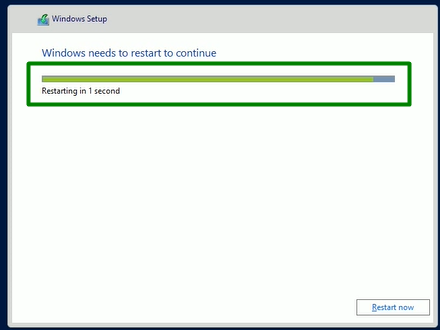 Windows Setup
Windows needs to restart to continue
Restarting in 1 second
Restart now